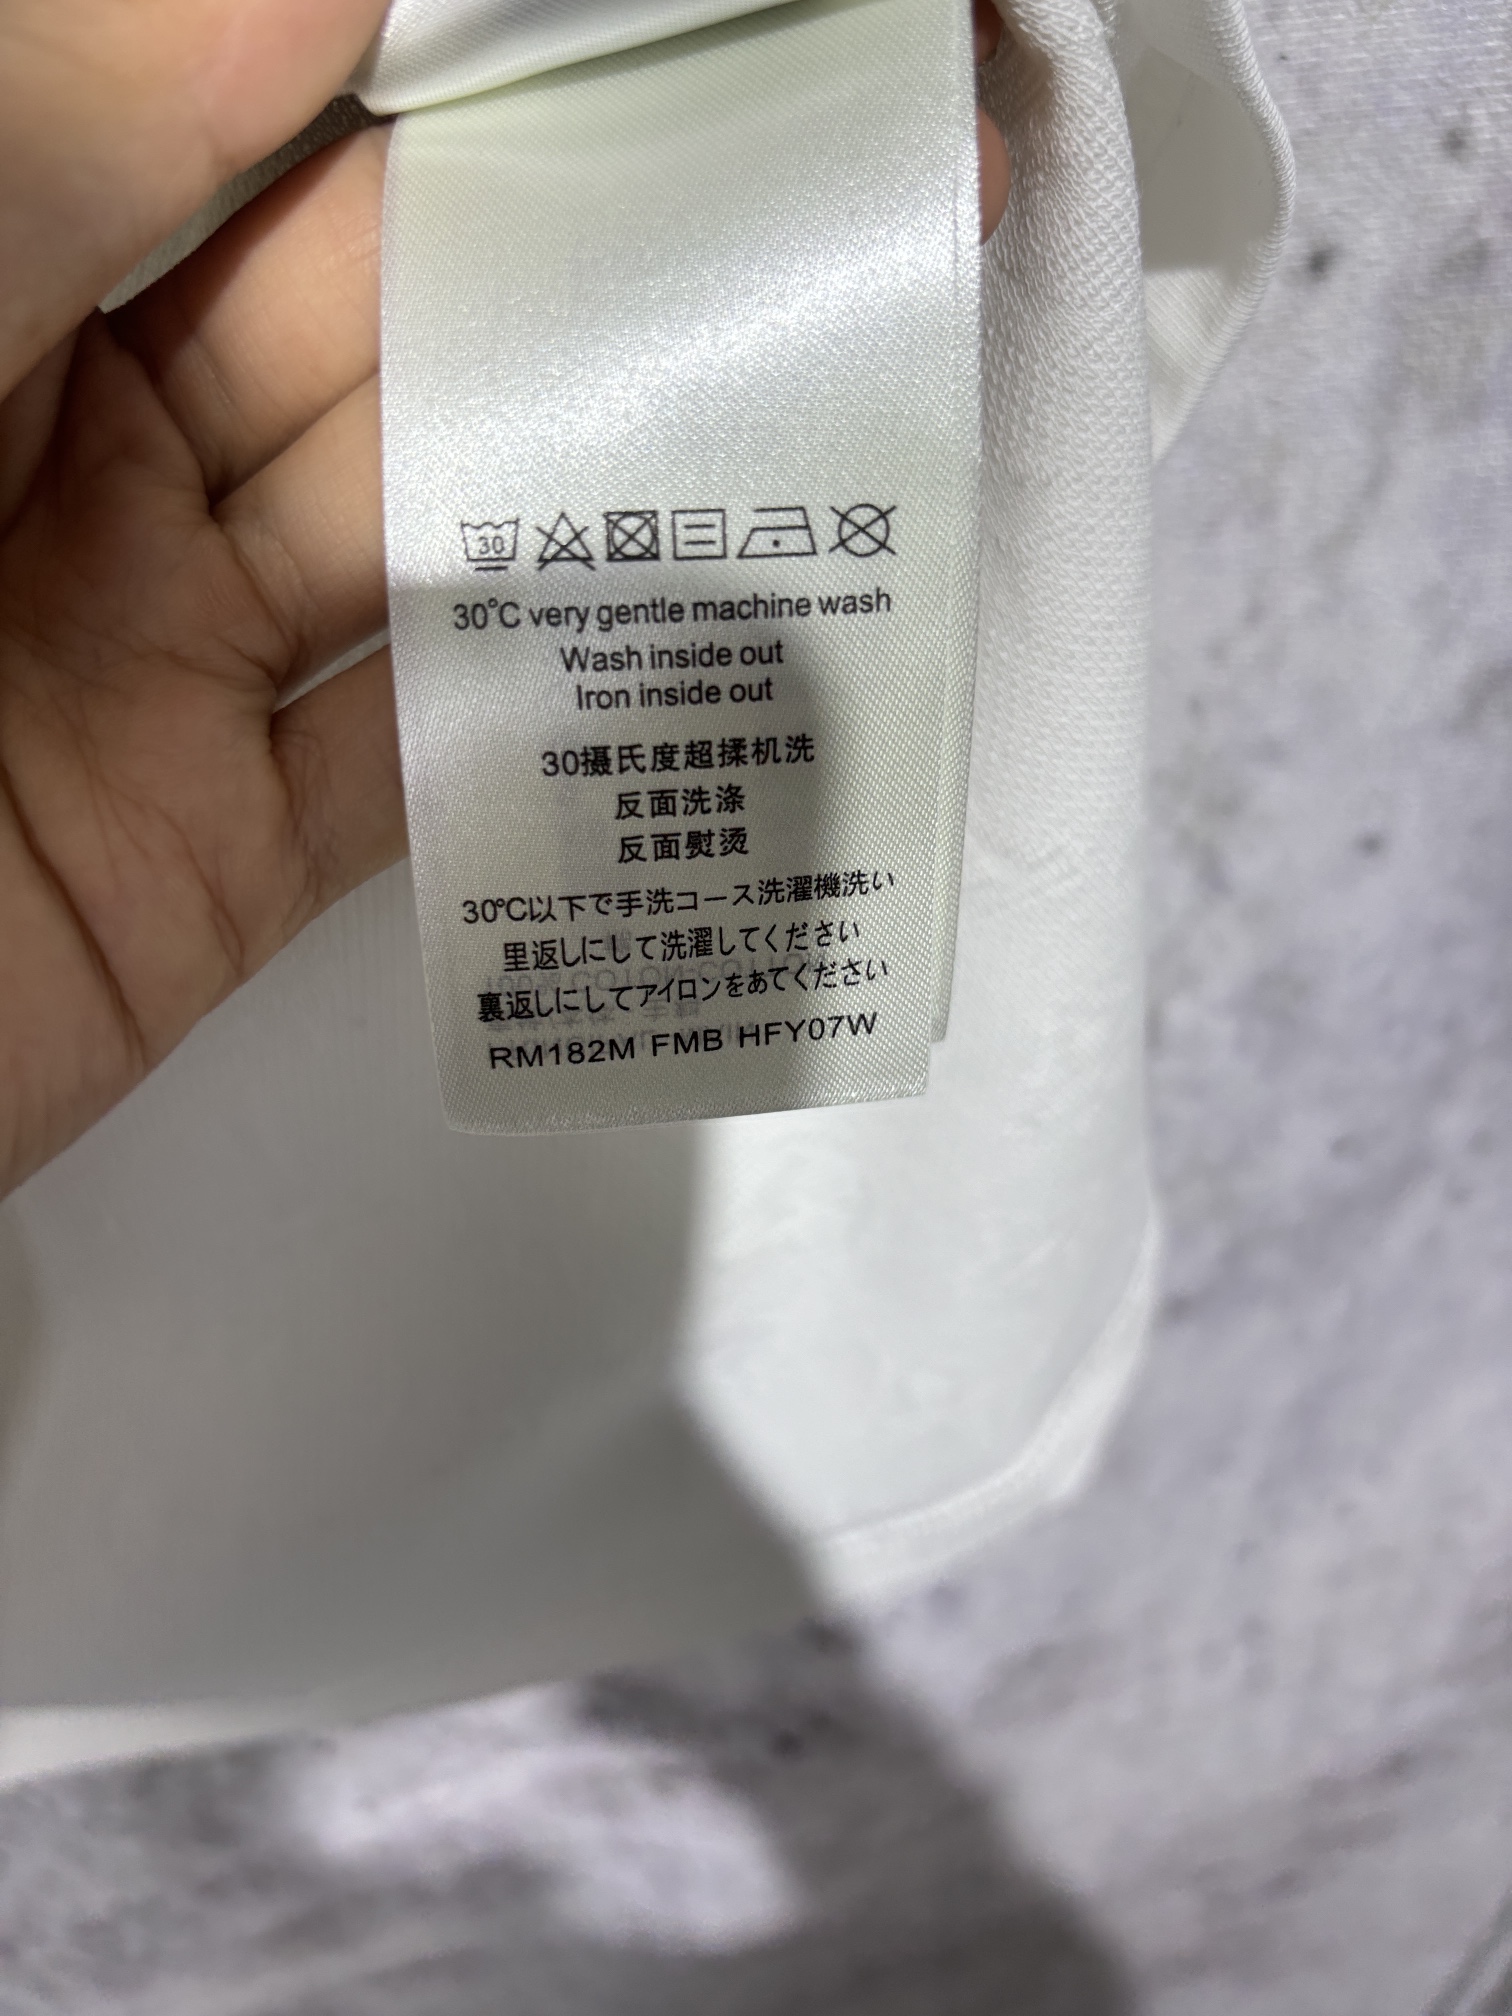 30
30°C very gentle machine wash
Wash inside out
Iron inside out
30摄氏度超揉机洗
反面洗涤
反面熨烫
30℃以下で手洗コース洗濯機洗い
里返しにして洗濯してください
裏返しにしてアイロンをあてください
RM182M FMB HFY07W